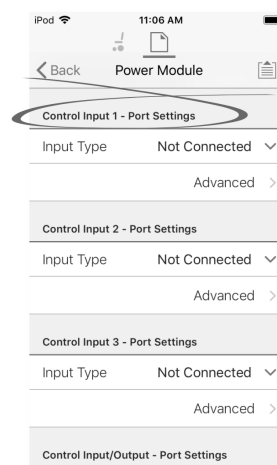 iPod 11:06 AM
Back Power Module
Control Input 1 - Port Settings
Input Type Not Connected
Advanced
Control Input 2 - Port Settings
Input Type Not Connected
Advanced
Control Input 3 - Port Settings
Input Type Not Connected
Advanced
Control Input/Output - Port Settings